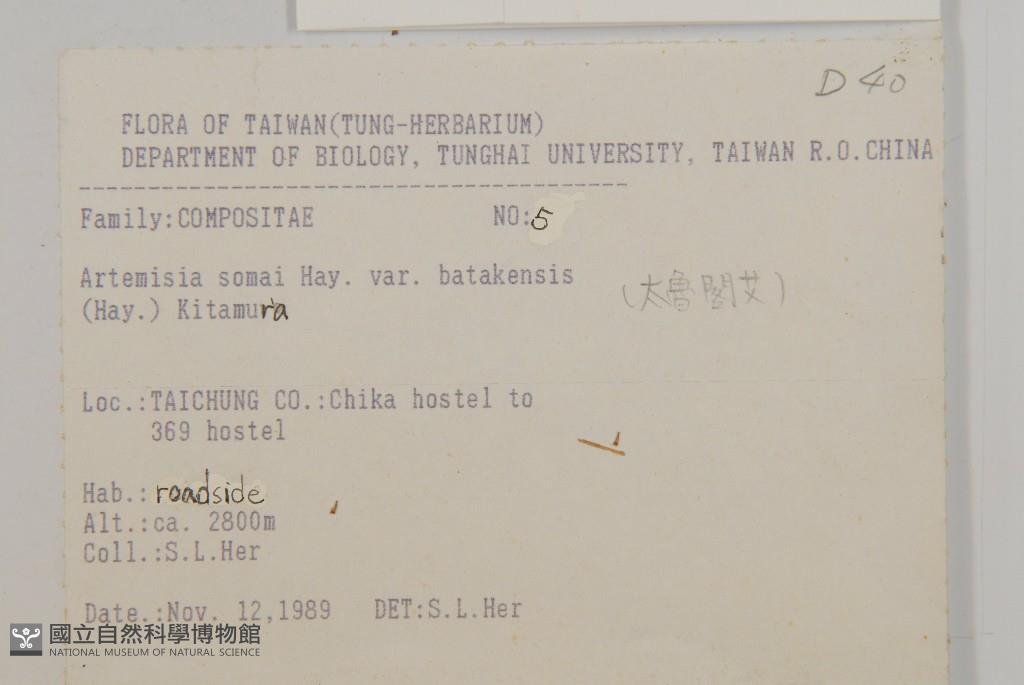 D 40
FLORA OF TAIWAN(TUNG-HERBARIUM)
DEPARTMENT OF BIOLOGY, TUNGHAI UNIVERSITY, TAIWAN R.O.CHINA
---------------------------------------
Family:COMPOSITAE NO:5
Artemisia somai Hay. var. batakensis
(Hay.) Kitamura
(太魯閣艾)
Loc.:TAICHUNG CO.:Chika hostel to
369 hostel
Hab.: roadside
Alt.:ca. 2800m
Coll.:S.L.Her
Date.:Nov. 12,1989 DET:S.L.Her
國立自然科學博物館
NATIONAL MUSEUM OF NATURAL SCIENCE